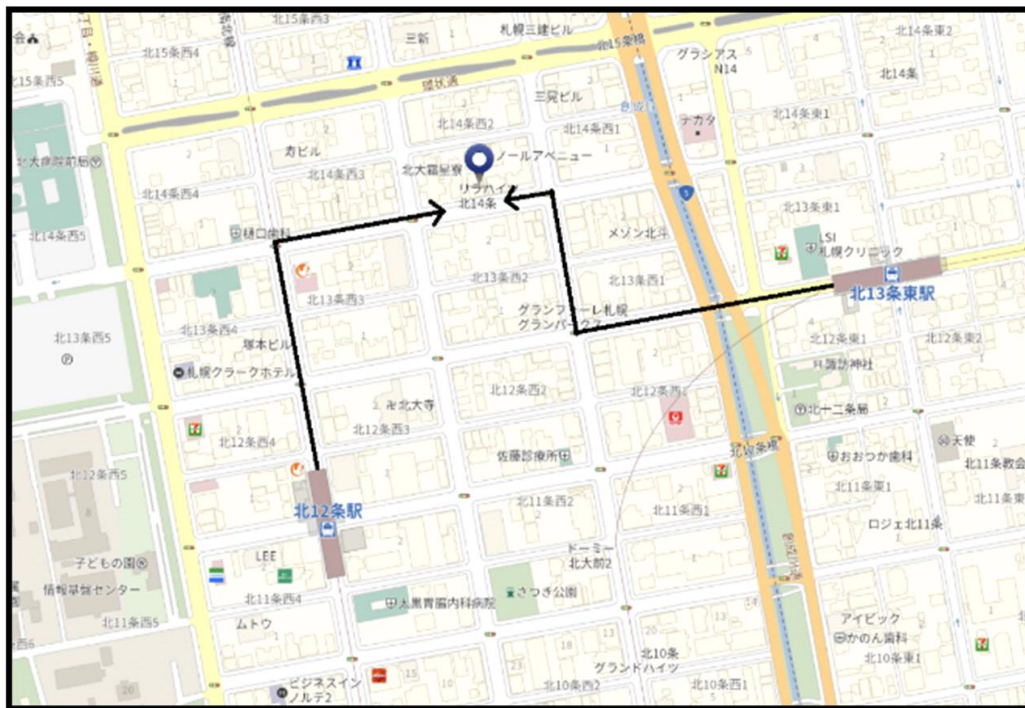 北15条西3
三新
札幌三建ビル
北15条橋
グラシアス
N14
北14条東2
北15条西5
北15条西4
北14条
環状通
三晃ビル
創成川
北14条西2
北14条西1
ナカタ
北14条東1
北大病院前局
寿ビル
北大霜星寮
ノールアベニュー
北14条西4
北14条西3
リラハイツ
北14条
5
北13条東1
北14条西5
樋口歯科
メゾン北斗
LSI
札幌クリニック
北13条西2
北13条西1
北13条東駅
北13条西3
グランフォーレ札幌
グランパークス
北13条西4
北13条西5
塚本ビル
北12条東1
北12条東2
P
札幌クラークホテル
諏訪神社
北12条西2
北大寺
北十二条局
北12条西4
北12条西3
天使
佐藤診療所
おおつか歯科
北12条西5
北11条教会
北11条西2
北11条東1
北12条駅
北11条西1
ロジェ北11条
LEE
ドーミー
北大前2
子どもの園
情報基盤センター
さつき公園
北11条西4
大黒胃腸内科病院
アイビック
北11条西5
ムトウ
かのん歯科
北10条
グランドハイツ
北10条東1
ビジネスイン
ノルテ2
北10条西2
北10条西1